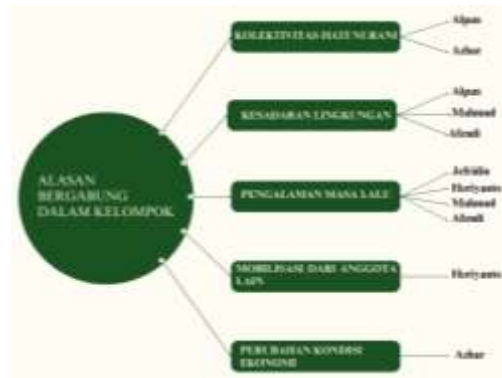 Alpan
KOLEKTIVITAS HATI NURANI
Azhar
Alpan
KESADARAN LINGKUNGAN
Mahmud
Afendi
ALASAN
BERGABUNG
DALAM KELOMPOK
PENGALAMAN MASA LALU
Heriyanto
Mahmud
Afendi
MOBILISASI DARI ANGGOTA
LAIN
Heriyanto
PERUBAHAN KONDISI
EKONOMI
Azhar